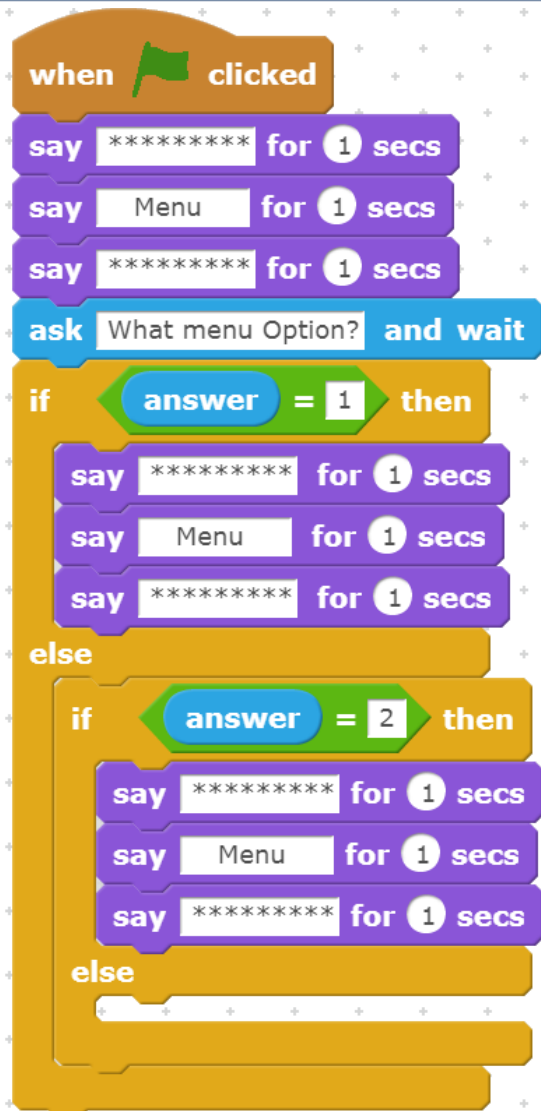 when clicked
say ********* for 1 secs
say Menu for 1 secs
say ********* for 1 secs
ask What menu Option? and wait
if answer = 1 then
say ********* for 1 secs
say Menu for 1 secs
say ********* for 1 secs
else
if answer = 2 then
say ********* for 1 secs
say Menu for 1 secs
say ********* for 1 secs
else